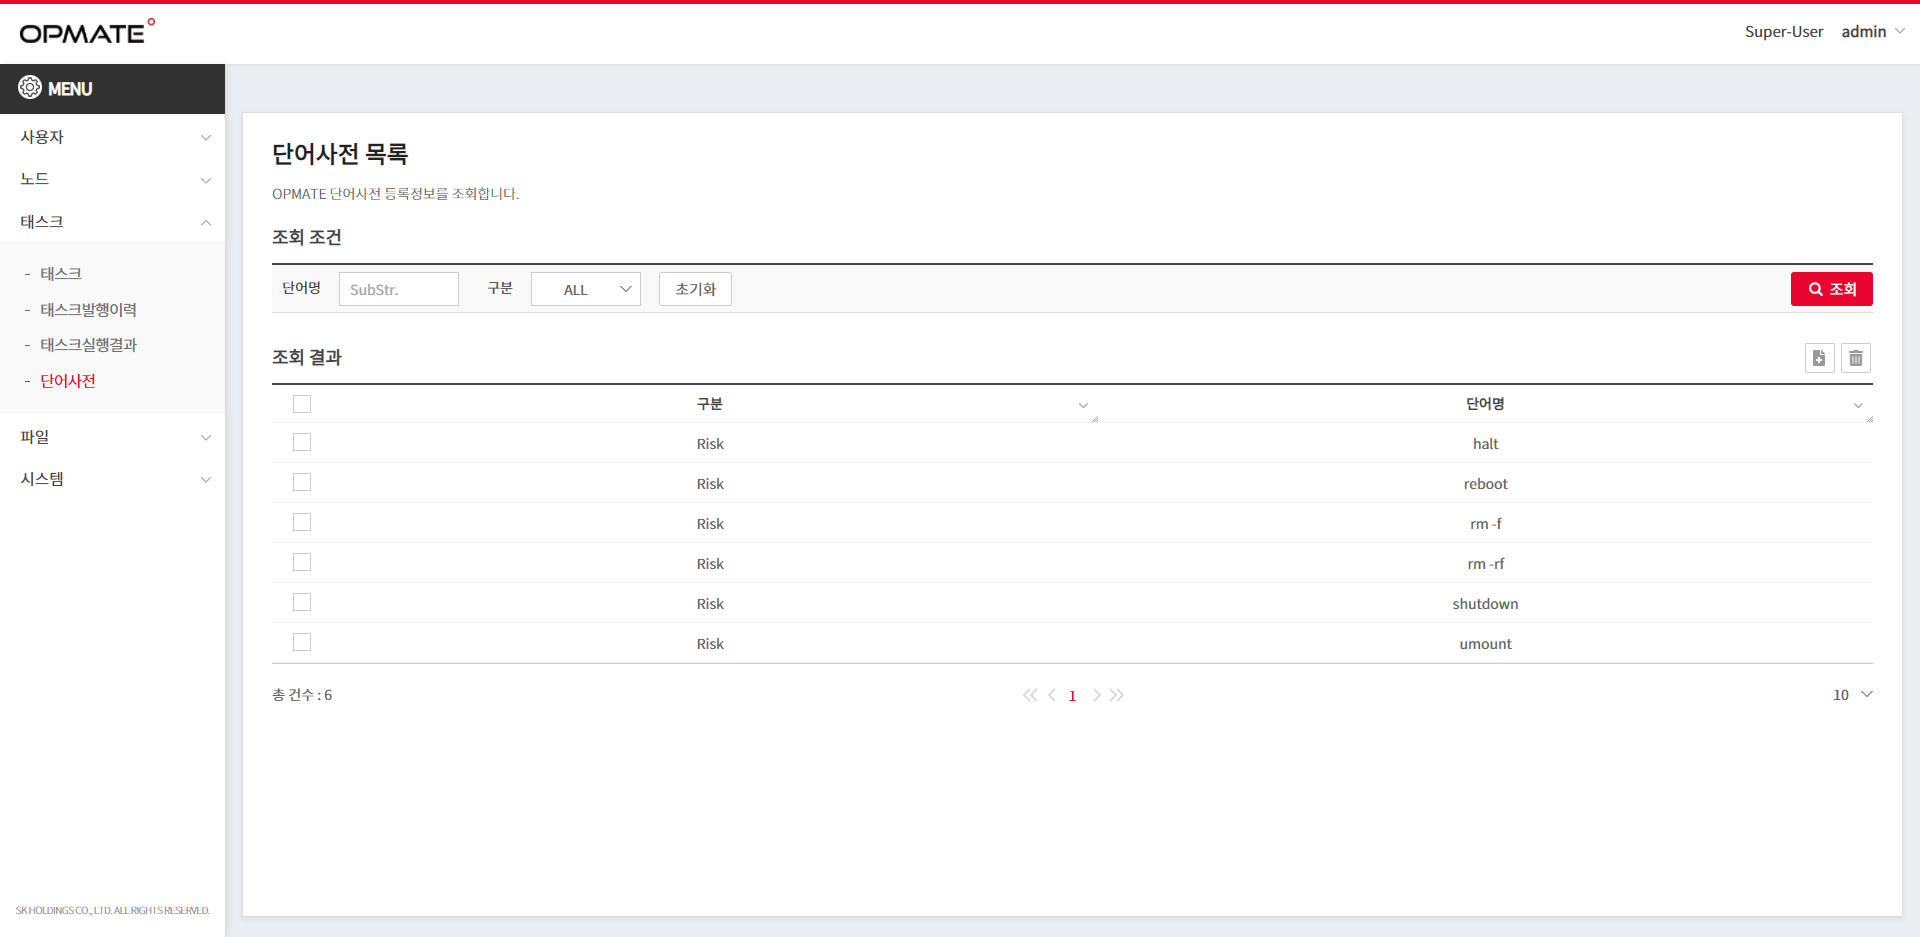 OPMATE
Super-User admin
MENU
사용자
노드
태스크
- 태스크
- 태스크발행이력
- 태스크실행결과
- 단어사전
파일
시스템
SK HOLDINGS CO., LTD. ALL RIGHTS RESERVED.
단어사전 목록
OPMATE 단어사전 등록정보를 조회합니다.
조회 조건
단어명 SubStr. 구분 ALL 초기화 조회
조회 결과
구분 단어명
Risk halt
Risk reboot
Risk rm -f
Risk rm -rf
Risk shutdown
Risk umount
총 건수 : 6 1 10